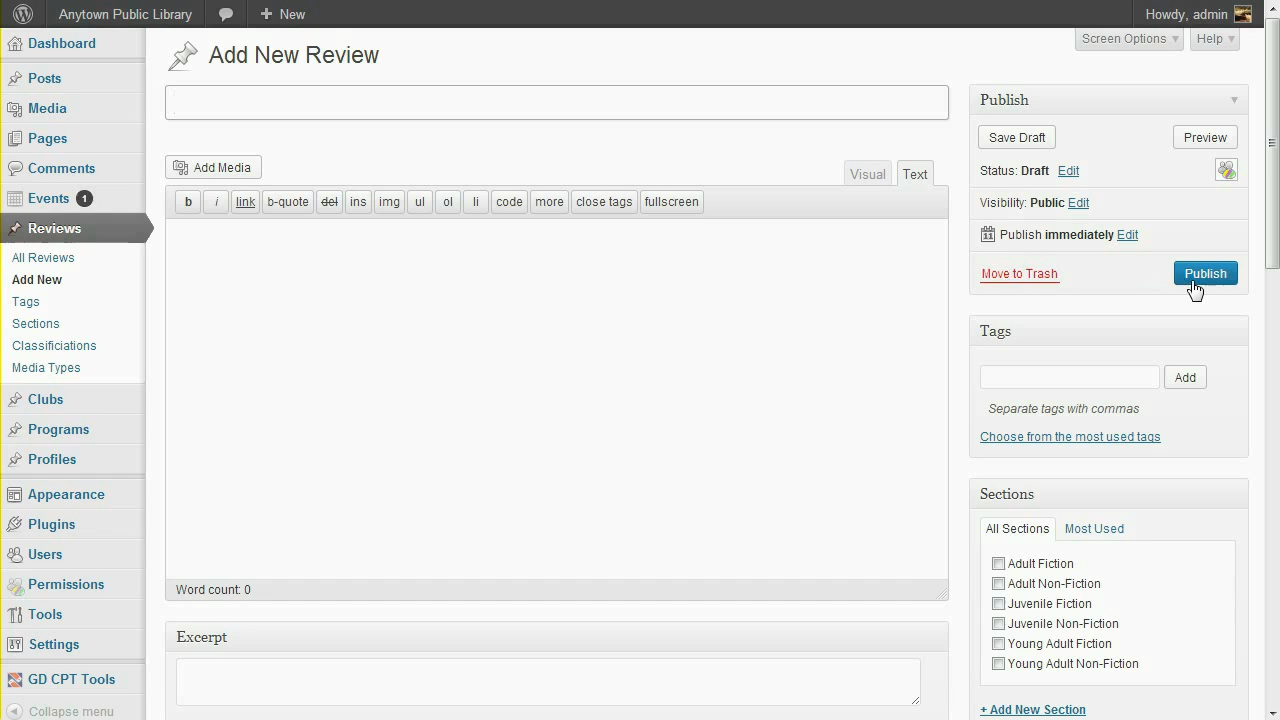 Anytown Public Library
New
Howdy, admin
Dashboard
Posts
Media
Pages
Comments
Events 1
Reviews
All Reviews
Add New
Tags
Sections
Classificiations
Media Types
Clubs
Programs
Profiles
Appearance
Plugins
Users
Permissions
Tools
Settings
GD CPT Tools
Collapse menu
Screen Options
Help
Add New Review
Add Media
Visual
Text
b
i
link
b-quote
del
ins
img
ul
ol
li
code
more
close tags
fullscreen
Word count: 0
Excerpt
Publish
Save Draft
Preview
Status: Draft Edit
Visibility: Public Edit
Publish immediately Edit
Move to Trash
Publish
Tags
Add
Separate tags with commas
Choose from the most used tags
Sections
All Sections
Most Used
Adult Fiction
Adult Non-Fiction
Juvenile Fiction
Juvenile Non-Fiction
Young Adult Fiction
Young Adult Non-Fiction
+ Add New Section